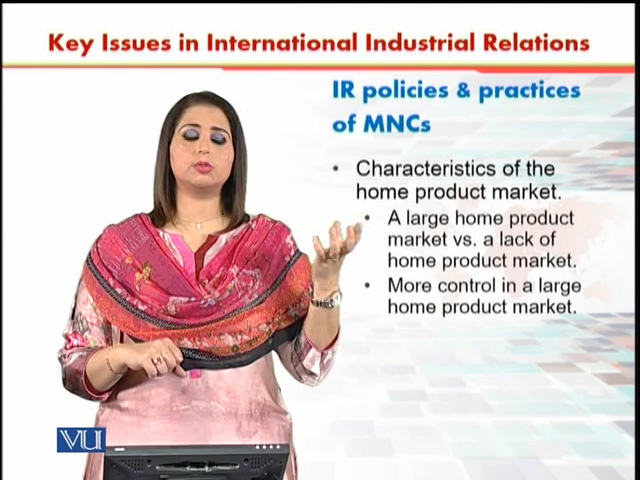 Key Issues in International Industrial Relations
IR policies & practices
of MNCs
• Characteristics of the
home product market.
• A large home product
market vs. a lack of
home product market.
• More control in a large
home product market.
VU